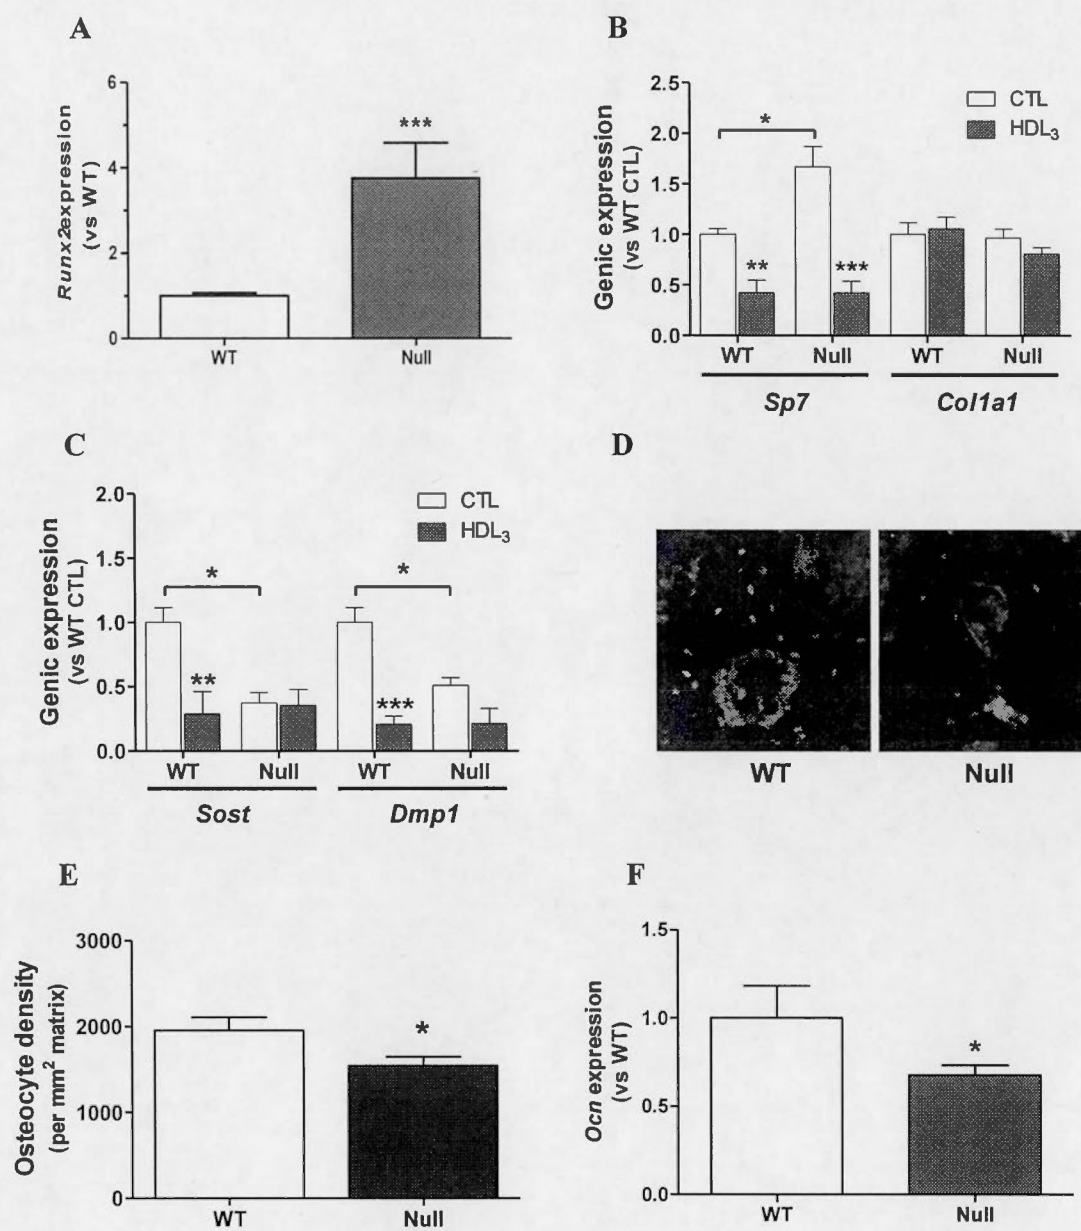 A
Runx2expression
(vs WT)
6
4
2
0
***
WT
Null
B
Genic expression
(vs WT CTL)
2.5
2.0
1.5
1.0
0.5
0.0
CTL
HDL₃
*
**
***
WT
Null
WT
Null
Sp7
Col1a1
C
Genic expression
(vs WT CTL)
2.0
1.5
1.0
0.5
0.0
CTL
HDL₃
*
*
**
***
WT
Null
WT
Null
Sost
Dmp1
D
WT
Null
E
Osteocyte density
(per mm² matrix)
3000
2000
1000
0
*
WT
Null
F
Ocn expression
(vs WT)
1.5
1.0
0.5
0.0
*
WT
Null